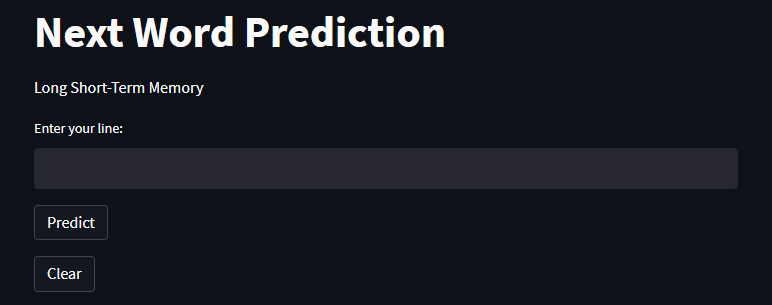 Next Word Prediction
Long Short-Term Memory
Enter your line:
Predict
Clear